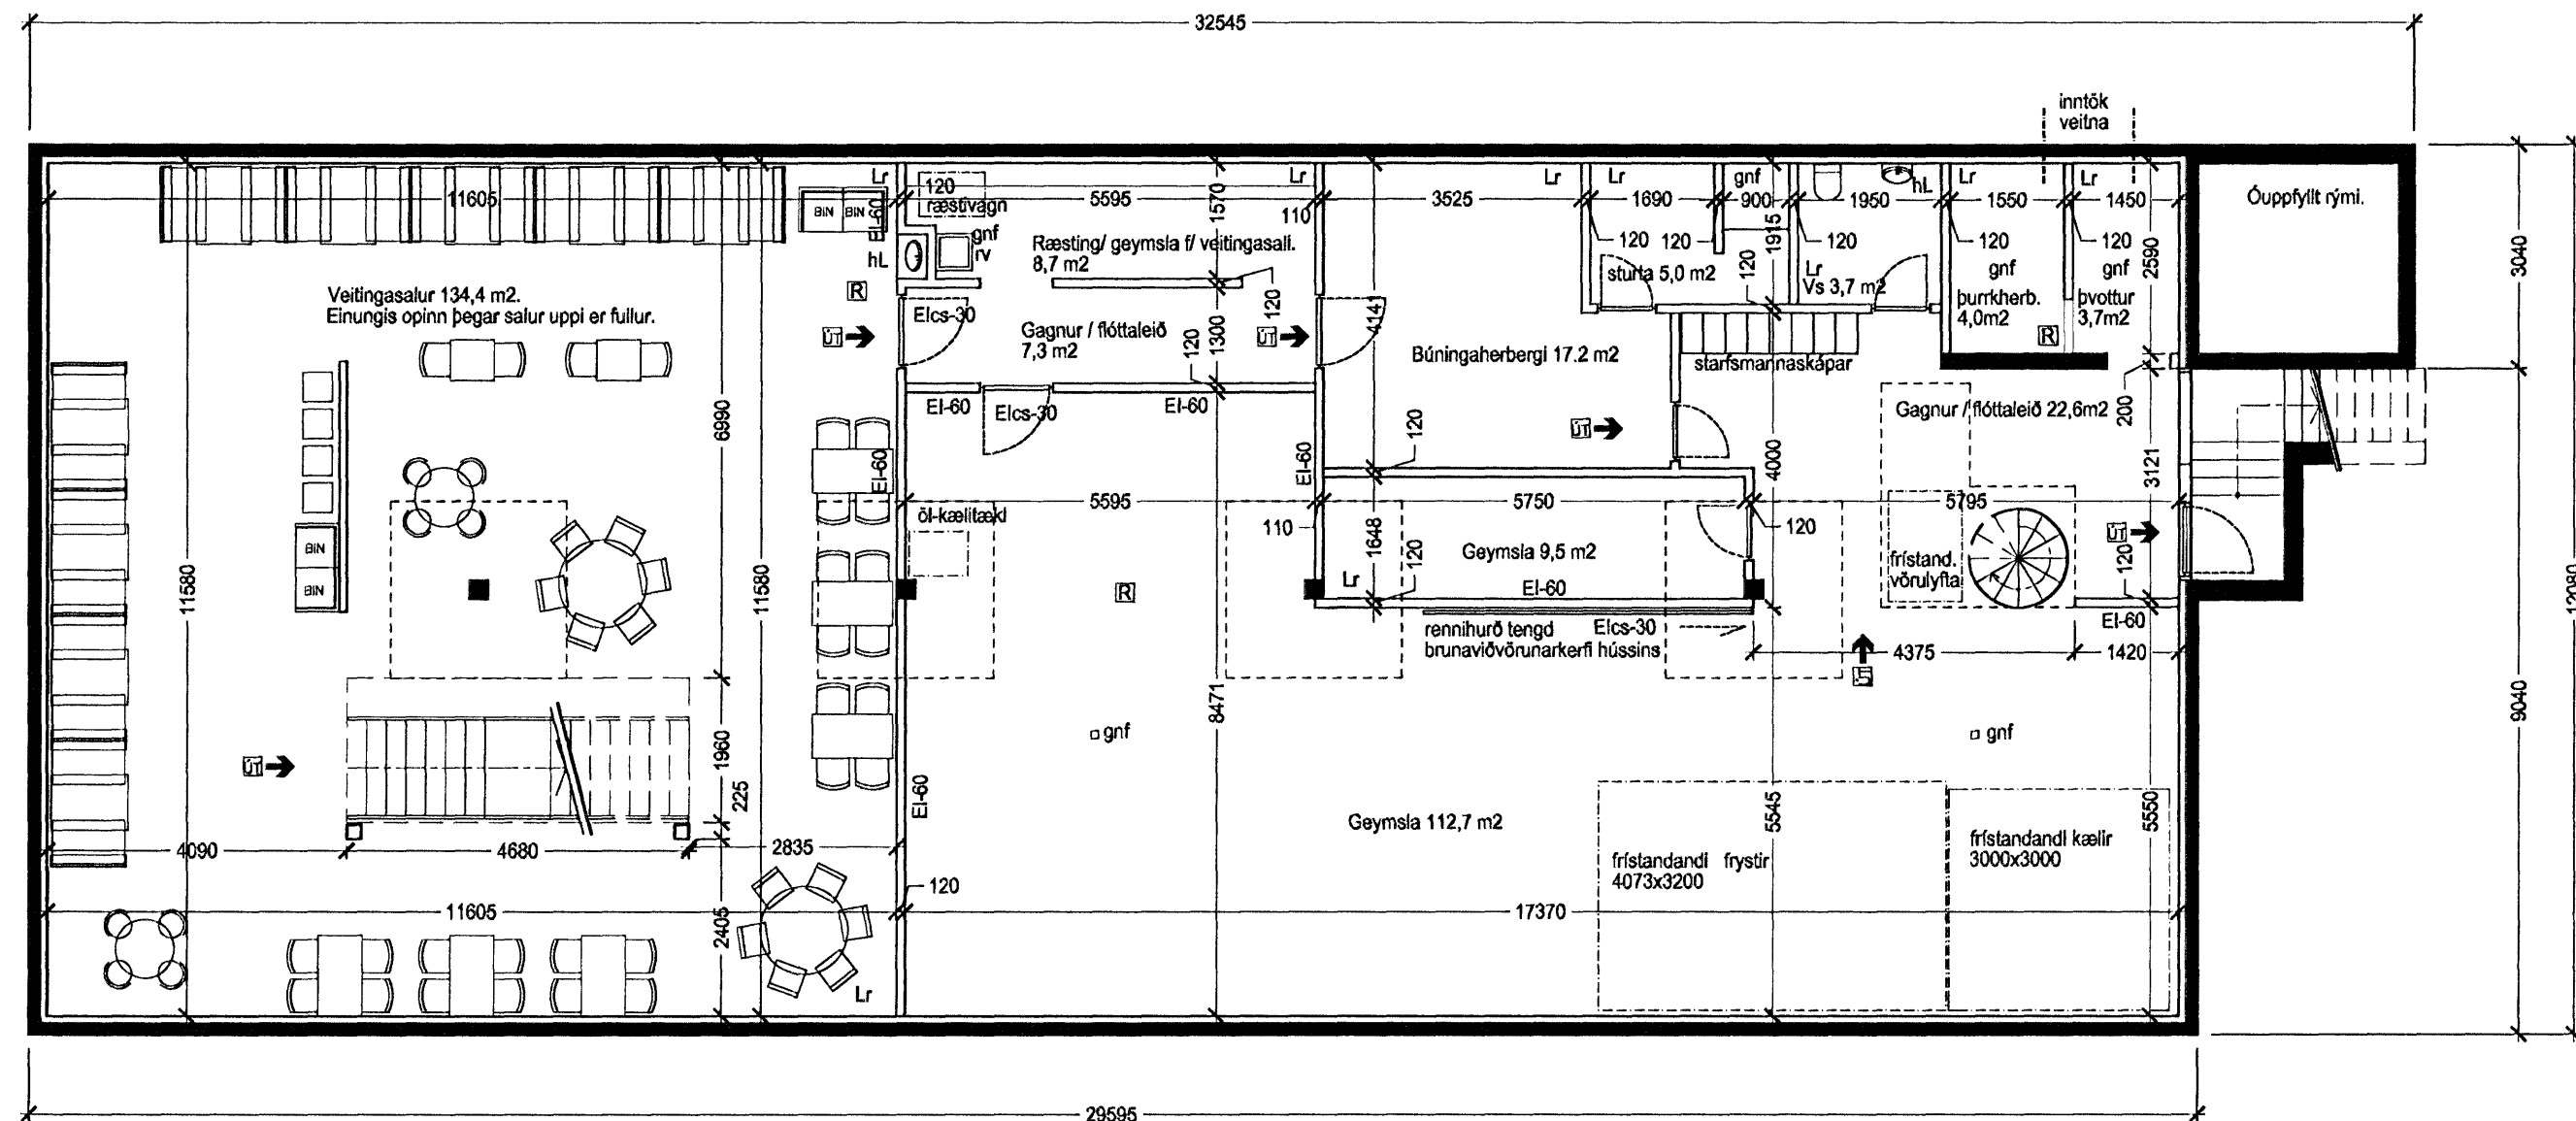 32545
inntök
veitna
Lr
120
ræstivagn
5595
1570
Lr
110
3525
Lr
Lr
1690
gnf
900
1915
1950
hL
Lr
1550
Lr
1450
Óuppfyllt rými.
11605
BIN
BIN
EI-60
hL
gnf
rv
Ræsting/ geymsla f/ veitingasali.
8,7 m2
120
120
120
120
120
120
sturta 5,0 m2
Lr
Vs 3,7 m2
gnf
þurrkherb.
4,0m2
gnf
þvottur
3,7m2
R
2590
3040
Veitingasalur 134,4 m2.
Einungis opinn þegar salur uppi er fullur.
R
ÚT
EIcs-30
Gagnur / flóttaleið
7,3 m2
120
1300
120
ÚT
4141
Búningaherbergi 17.2 m2
starfsmannaskápar
EI-60
EIcs-30
EI-60
ÚT
Gagnur / flóttaleið 22,6m2
200
6990
EI-60
EI-60
120
4000
3121
5595
5750
5795
öl-kælitæki
110
1648
120
120
Geymsla 9,5 m2
frístand.
vörulyfta
ÚT
120
BIN
BIN
11580
11580
R
Lr
EI-60
rennihurð tengd
brunaviðvörunarkerfi hússins
EIcs-30
EI-60
4375
1420
ÚT
12080
9040
8471
gnf
gnf
ÚT
1960
225
EI-60
Geymsla 112,7 m2
5545
5550
4090
4680
2835
frístandandi frystir
4073x3200
frístandandi kælir
3000x3000
120
11605
2405
17370
Lr
29595